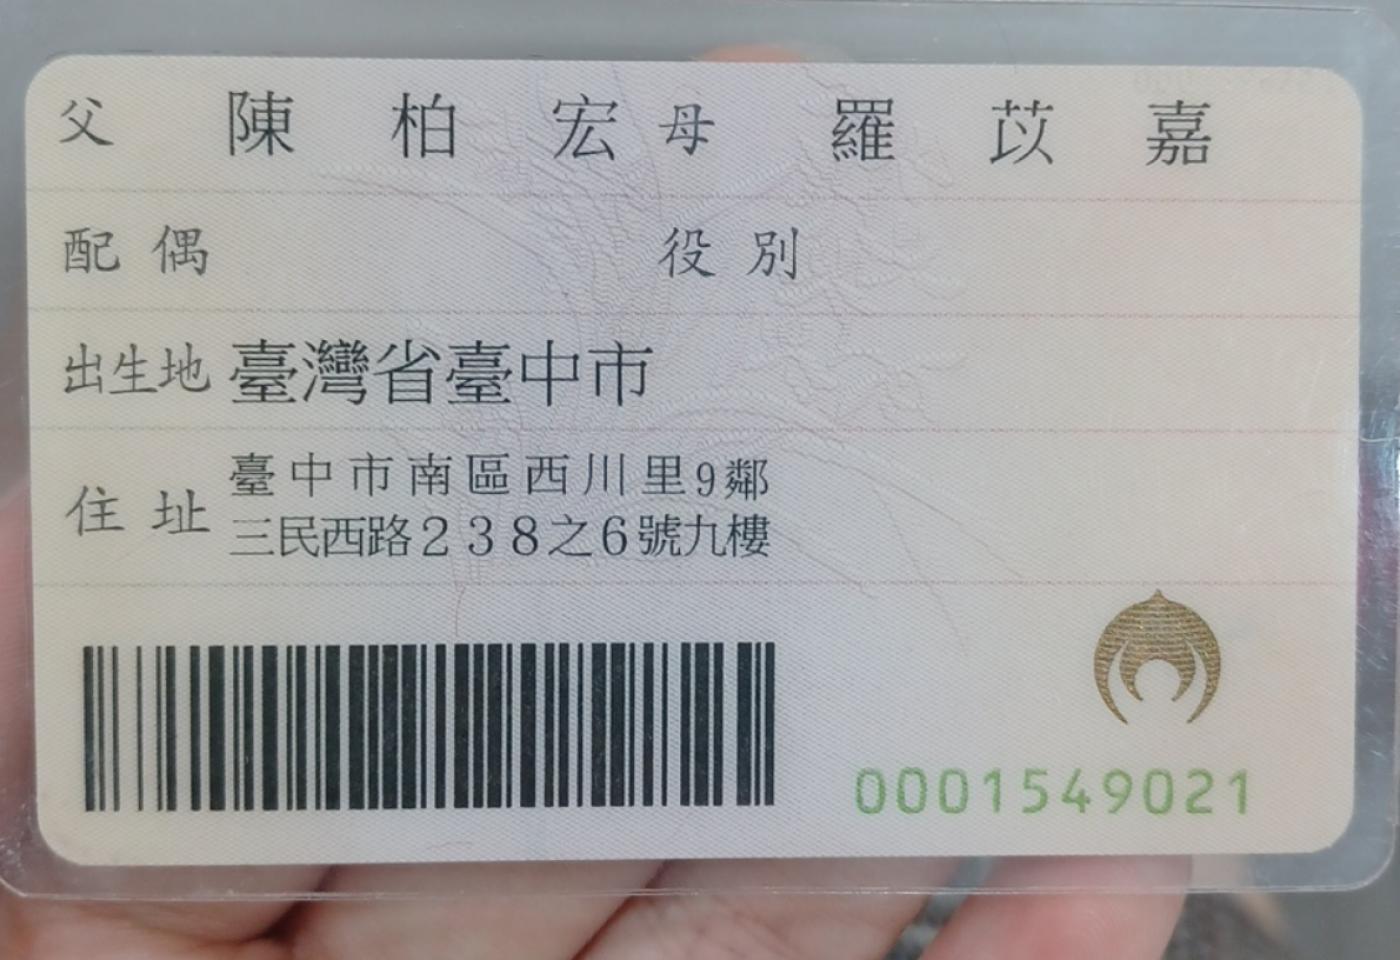 父 陳柏宏 母 羅苡嘉
配偶 役別
出生地 臺灣省臺中市
住址 臺中市南區西川里9鄰
三民西路238之6號九樓
0001549021